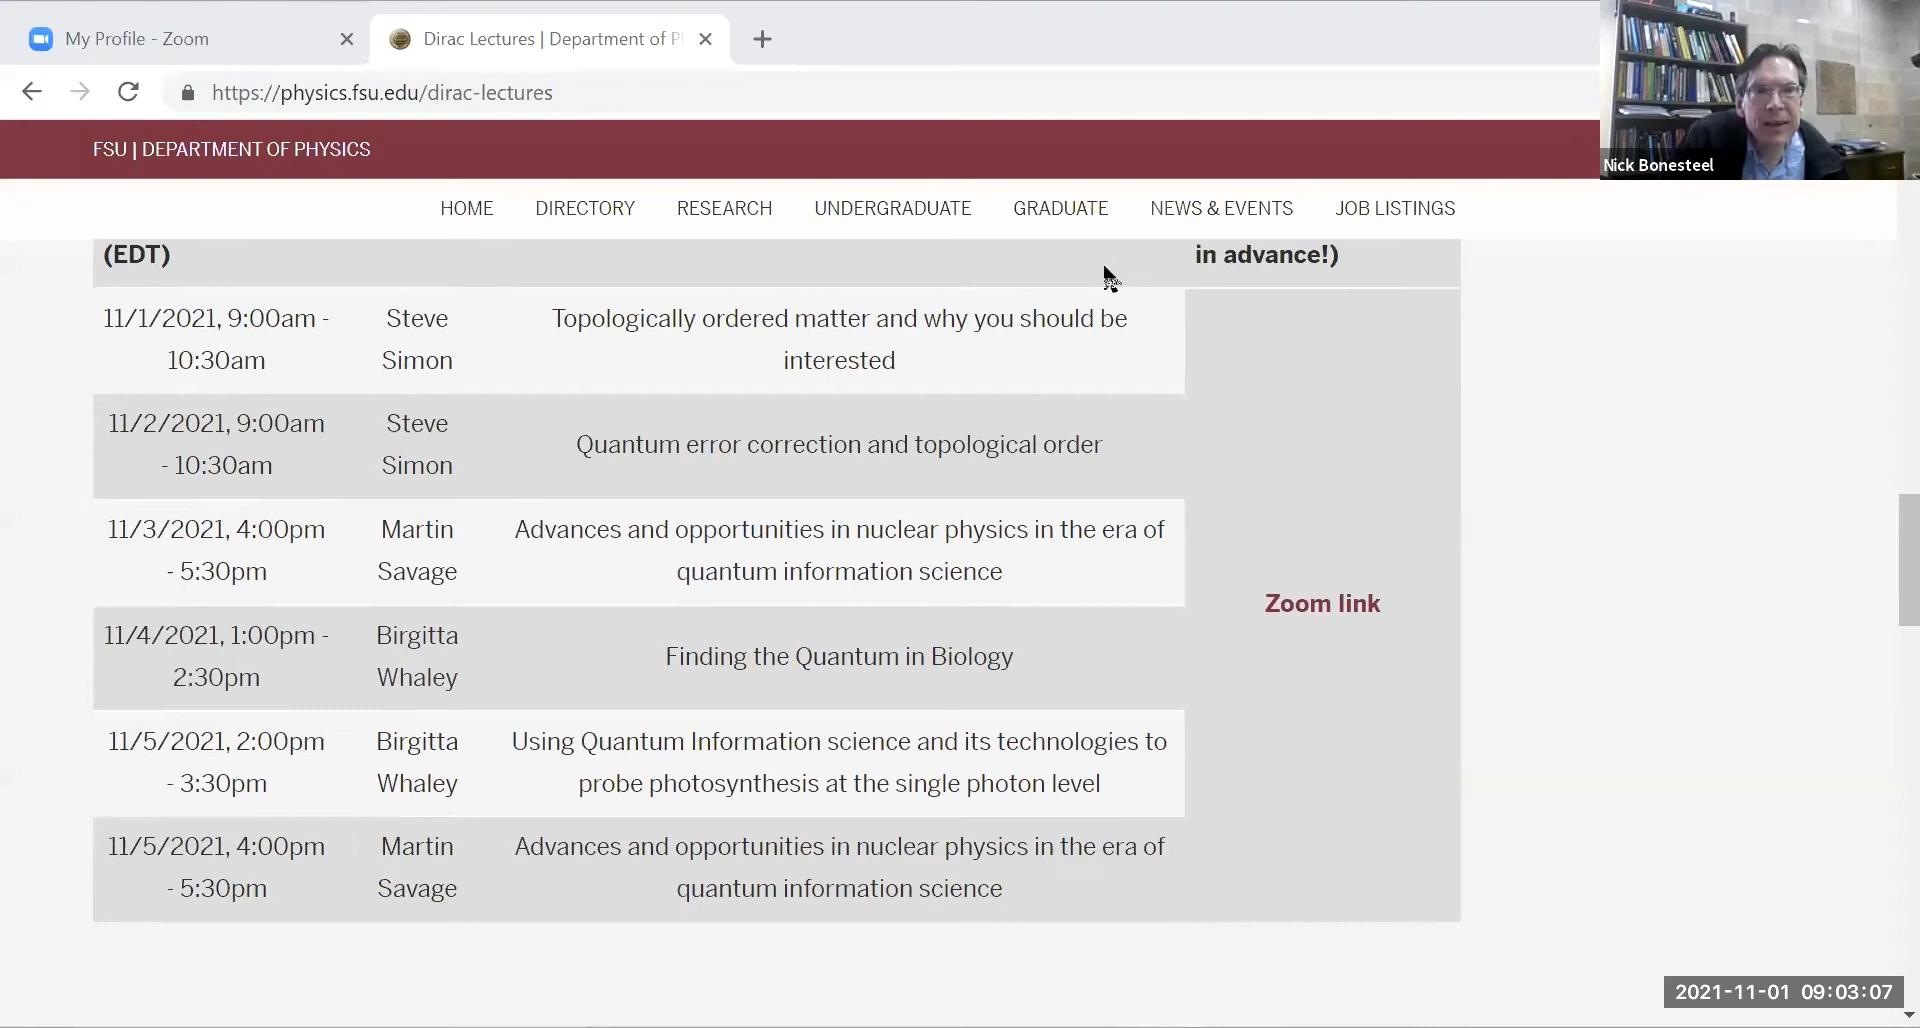 My Profile - Zoom
Dirac Lectures | Department of P
https://physics.fsu.edu/dirac-lectures
FSU | DEPARTMENT OF PHYSICS
Nick Bonesteel
HOME DIRECTORY RESEARCH UNDERGRADUATE GRADUATE NEWS & EVENTS JOB LISTINGS
(EDT) in advance!)
11/1/2021, 9:00am - Steve Topologically ordered matter and why you should be
10:30am Simon interested
11/2/2021, 9:00am Steve
Quantum error correction and topological order
- 10:30am Simon
11/3/2021, 4:00pm Martin Advances and opportunities in nuclear physics in the era of
- 5:30pm Savage quantum information science
Zoom link
11/4/2021, 1:00pm - Birgitta
Finding the Quantum in Biology
2:30pm Whaley
11/5/2021, 2:00pm Birgitta Using Quantum Information science and its technologies to
- 3:30pm Whaley probe photosynthesis at the single photon level
11/5/2021, 4:00pm Martin Advances and opportunities in nuclear physics in the era of
- 5:30pm Savage quantum information science
2021-11-01 09:03:07